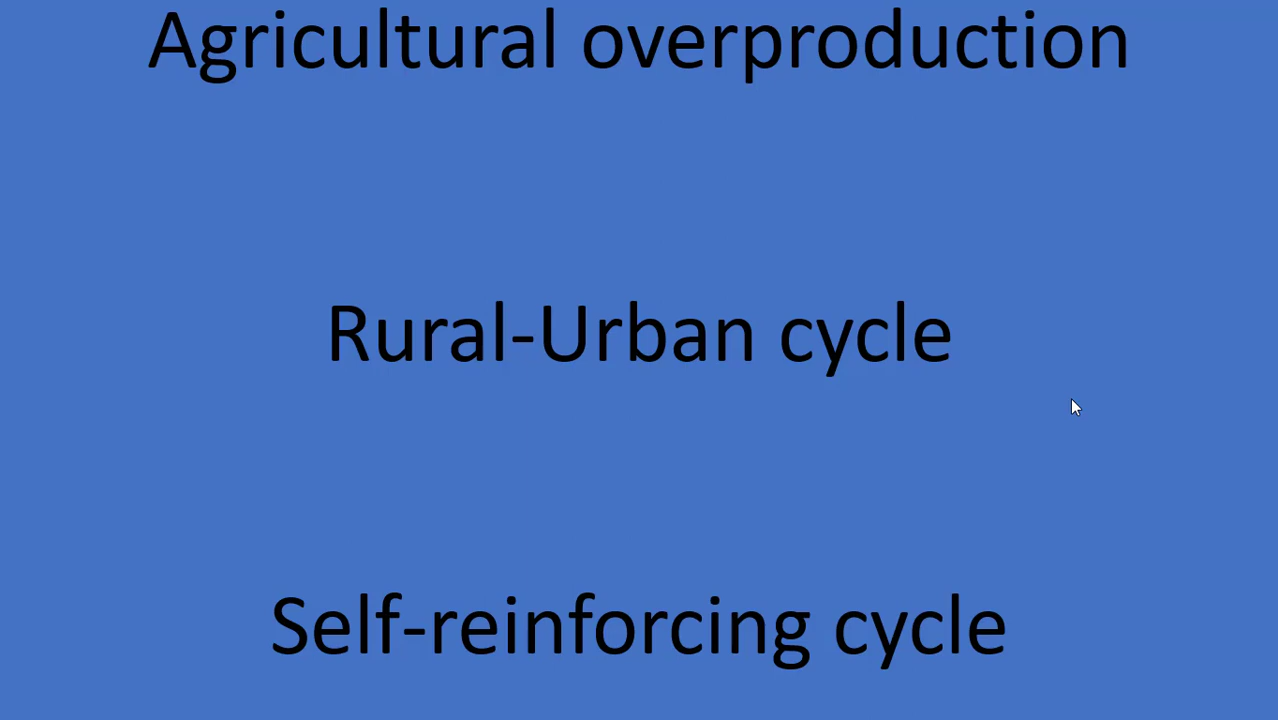 Agricultural overproduction
Rural-Urban cycle
Self-reinforcing cycle